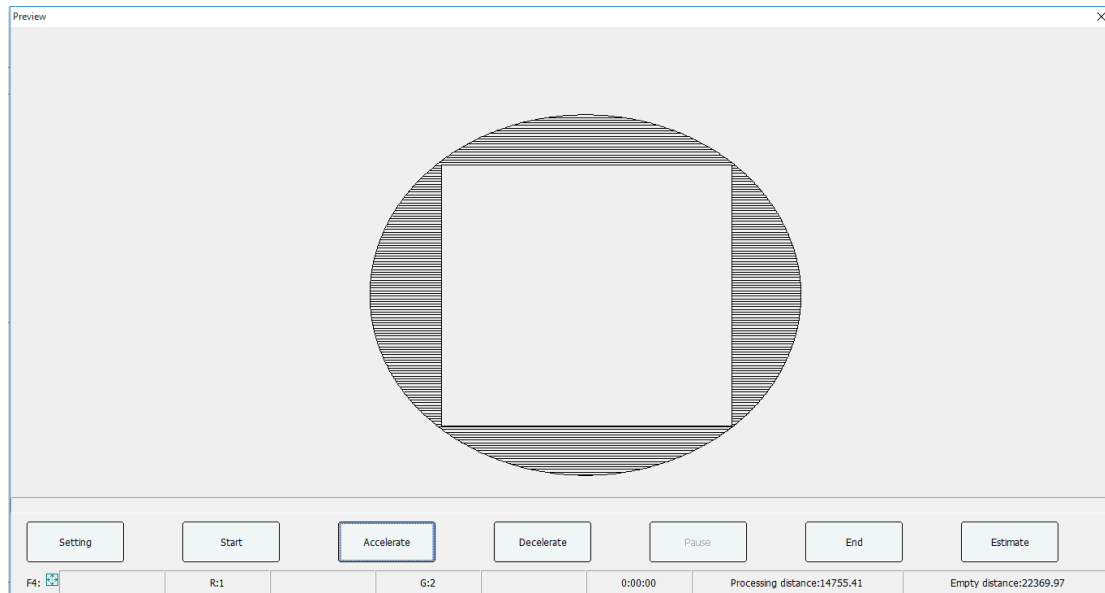 Preview
Setting Start Accelerate Decelerate Pause End Estimate
F4: R:1 G:2 0:00:00 Processing distance:14755.41 Empty distance:22369.97